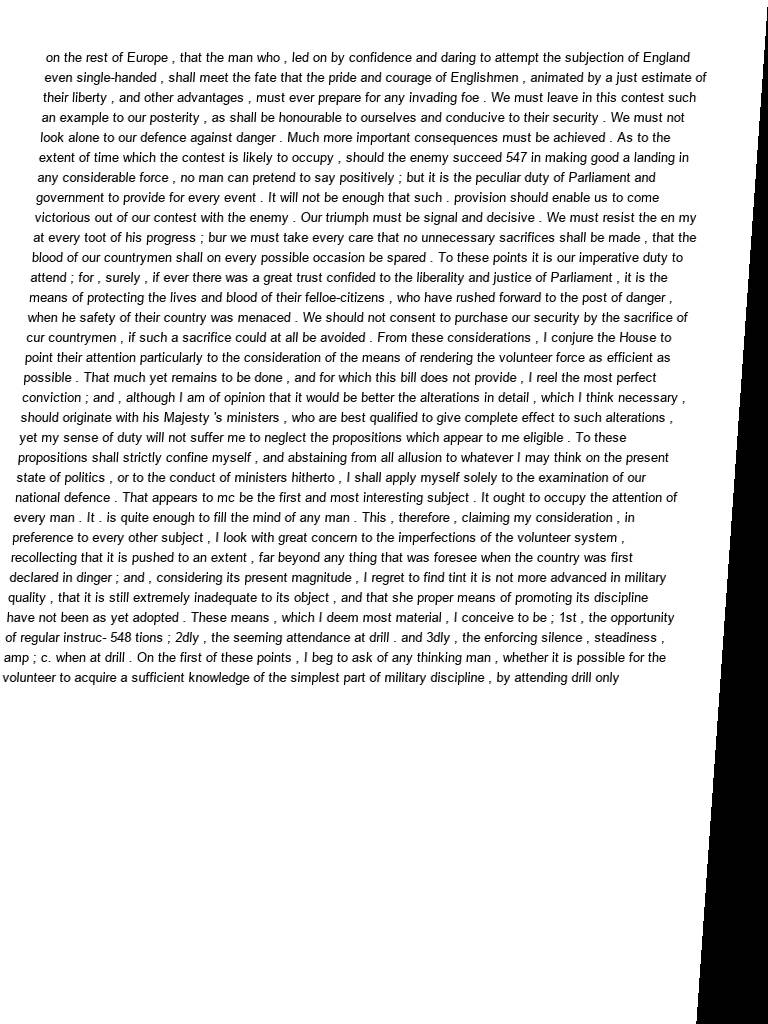 on the rest of Europe , that the man who , led on by confidence and daring to attempt the subjection of England
even single-handed , shall meet the fate that the pride and courage of Englishmen , animated by a just estimate of
their liberty , and other advantages , must ever prepare for any invading foe . We must leave in this contest such
an example to our posterity , as shall be honourable to ourselves and conducive to their security . We must not
look alone to our defence against danger . Much more important consequences must be achieved . As to the
extent of time which the contest is likely to occupy , should the enemy succeed 547 in making good a landing in
any considerable force , no man can pretend to say positively ; but it is the peculiar duty of Parliament and
government to provide for every event . It will not be enough that such . provision should enable us to come
victorious out of our contest with the enemy . Our triumph must be signal and decisive . We must resist the en my
at every toot of his progress ; bur we must take every care that no unnecessary sacrifices shall be made , that the
blood of our countrymen shall on every possible occasion be spared . To these points it is our imperative duty to
attend ; for , surely , if ever there was a great trust confided to the liberality and justice of Parliament , it is the
means of protecting the lives and blood of their felloe-citizens , who have rushed forward to the post of danger ,
when he safety of their country was menaced . We should not consent to purchase our security by the sacrifice of
cur countrymen , if such a sacrifice could at all be avoided . From these considerations , I conjure the House to
point their attention particularly to the consideration of the means of rendering the volunteer force as efficient as
possible . That much yet remains to be done , and for which this bill does not provide , I reel the most perfect
conviction ; and , although I am of opinion that it would be better the alterations in detail , which I think necessary ,
should originate with his Majesty 's ministers , who are best qualified to give complete effect to such alterations ,
yet my sense of duty will not suffer me to neglect the propositions which appear to me eligible . To these
propositions shall strictly confine myself , and abstaining from all allusion to whatever I may think on the present
state of politics , or to the conduct of ministers hitherto , I shall apply myself solely to the examination of our
national defence . That appears to mc be the first and most interesting subject . It ought to occupy the attention of
every man . It . is quite enough to fill the mind of any man . This , therefore , claiming my consideration , in
preference to every other subject , I look with great concern to the imperfections of the volunteer system ,
recollecting that it is pushed to an extent , far beyond any thing that was foresee when the country was first
declared in dinger ; and , considering its present magnitude , I regret to find tint it is not more advanced in military
quality , that it is still extremely inadequate to its object , and that she proper means of promoting its discipline
have not been as yet adopted . These means , which I deem most material , I conceive to be ; 1st , the opportunity
of regular instruc- 548 tions ; 2dly , the seeming attendance at drill . and 3dly , the enforcing silence , steadiness ,
amp ; c. when at drill . On the first of these points , I beg to ask of any thinking man , whether it is possible for the
volunteer to acquire a sufficient knowledge of the simplest part of military discipline , by attending drill only